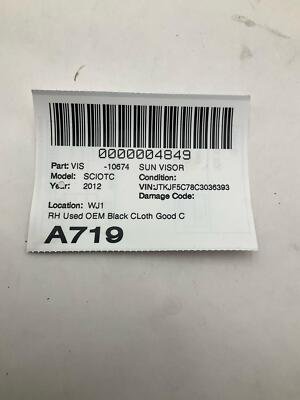 0000004849
Part: VIS -10674 SUN VISOR
Model: SCIOTC Condition:
Year: 2012 VIN:JTKJF5C78C3036393
Damage Code:
Location: WJ1
RH Used OEM Black CLoth Good C
A719